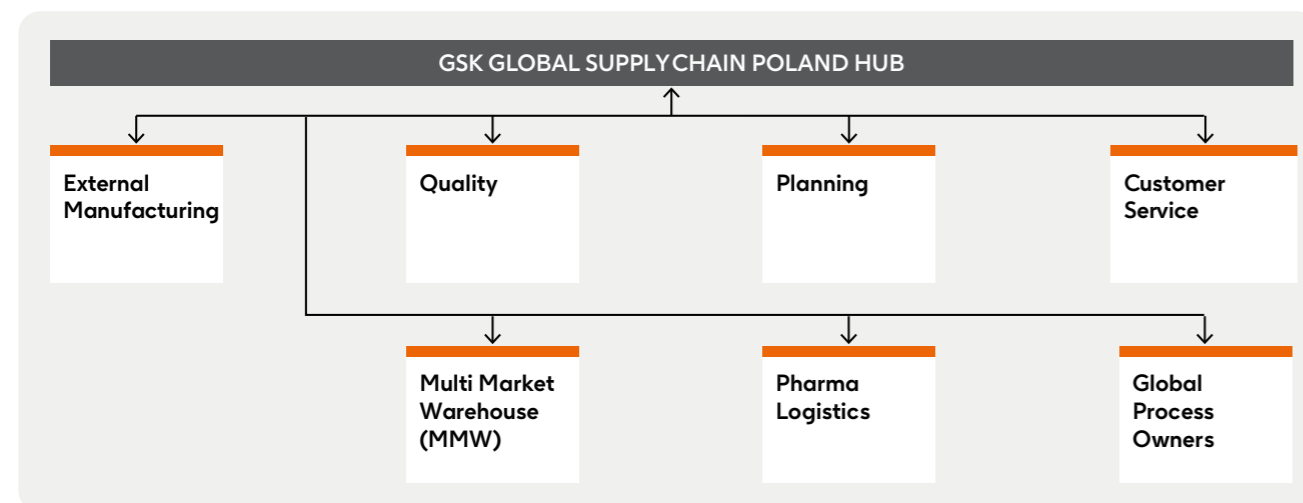 GSK GLOBAL SUPPLY CHAIN POLAND HUB
External
Manufacturing
Quality
Planning
Customer
Service
Multi Market
Warehouse
(MMW)
Pharma
Logistics
Global
Process
Owners